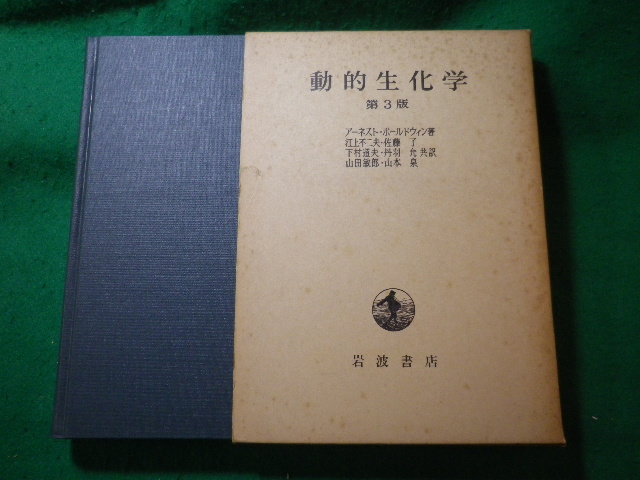 動的生化学
第3版
アーネスト・ボールドウィン著
江上不二夫・佐藤 了
下村道夫・丹羽 允 共訳
山田敏郎・山本 泉
岩波書店